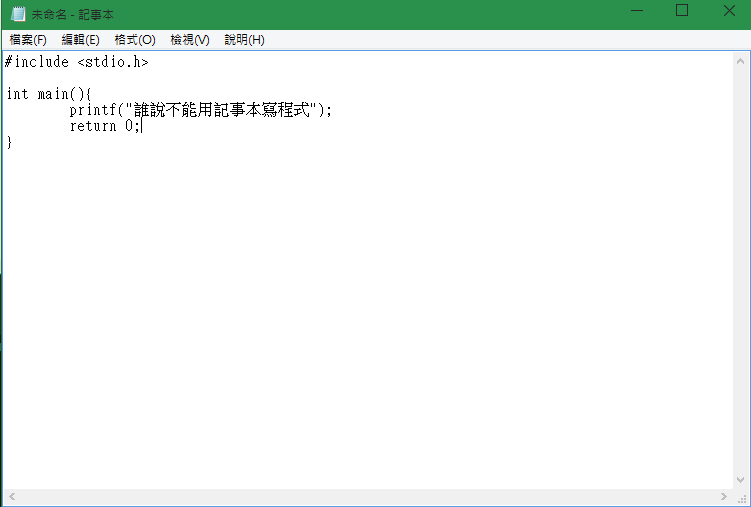 未命名 - 記事本
檔案(F) 編輯(E) 格式(O) 檢視(V) 說明(H)
#include <stdio.h>
int main(){
printf("誰說不能用記事本寫程式");
return 0;
}